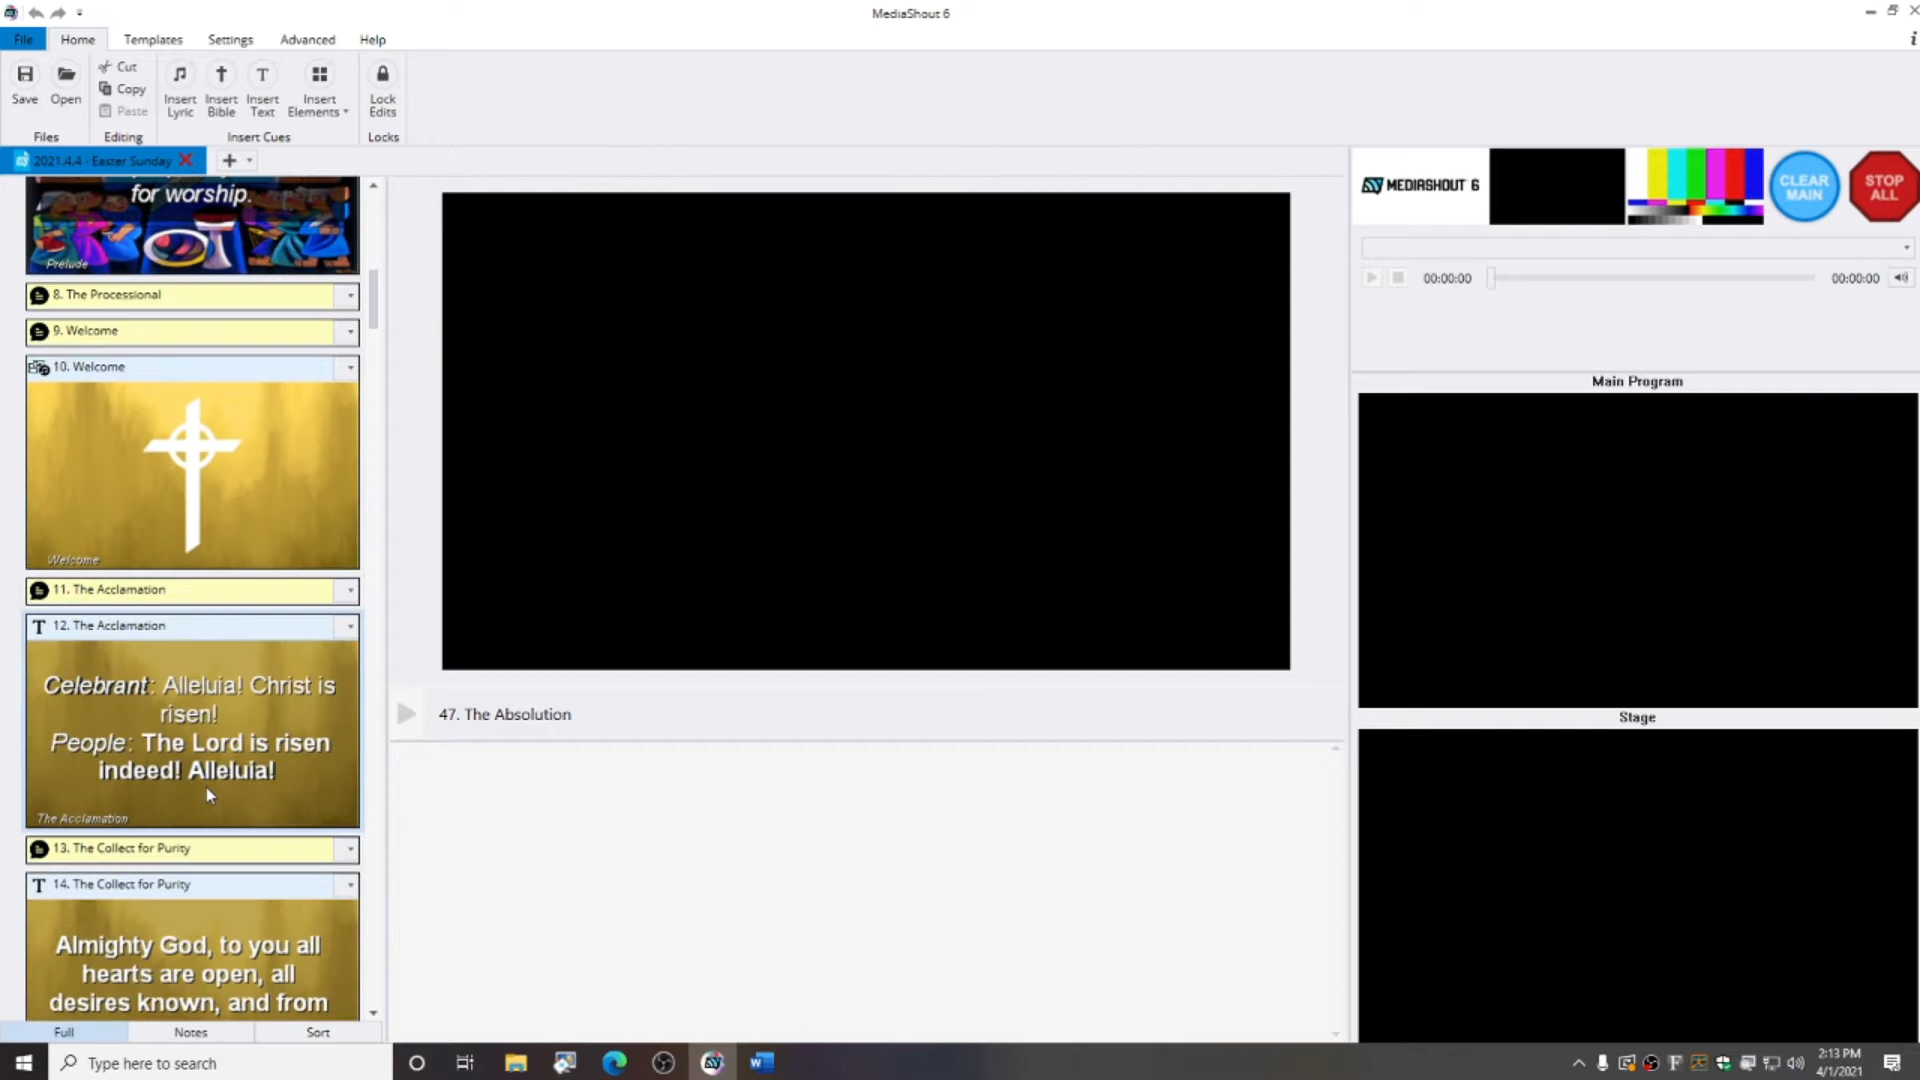 MediaShout 6
File
Home
Templates
Settings
Advanced
Help
i
Save
Open
Cut
Copy
Paste
Insert
Lyric
Insert
Bible
Insert
Text
Insert
Elements
Lock
Edits
Files
Editing
Insert Cues
Locks
2021.4.4 - Easter Sunday
for worship.
Prelude
8. The Processional
9. Welcome
10. Welcome
Welcome
11. The Acclamation
T 12. The Acclamation
Celebrant: Alleluia! Christ is
risen!
People: The Lord is risen
indeed! Alleluia!
The Acclamation
13. The Collect for Purity
T 14. The Collect for Purity
Almighty God, to you all
hearts are open, all
desires known, and from
Full
Notes
Sort
47. The Absolution
MEDIASHOUT 6
CLEAR
MAIN
STOP
ALL
00:00:00
00:00:00
Main Program
Stage
Type here to search
2:13 PM
4/1/2021